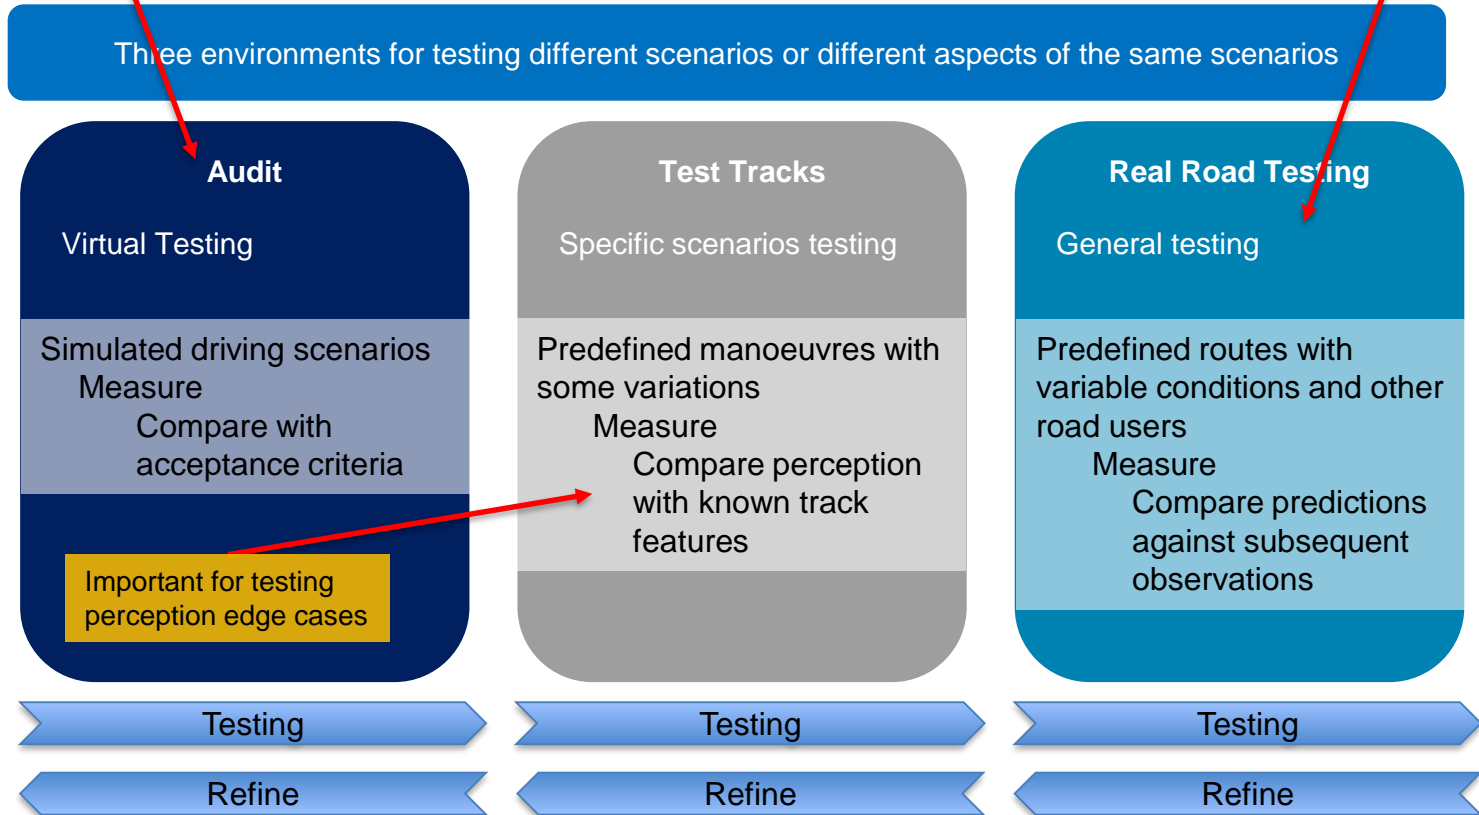 Three environments for testing different scenarios or different aspects of the same scenarios
Audit
Virtual Testing
Simulated driving scenarios
Measure
Compare with
acceptance criteria
Important for testing
perception edge cases
Test Tracks
Specific scenarios testing
Predefined manoeuvres with
some variations
Measure
Compare perception
with known track
features
Real Road Testing
General testing
Predefined routes with
variable conditions and other
road users
Measure
Compare predictions
against subsequent
observations
Testing
Testing
Testing
Refine
Refine
Refine